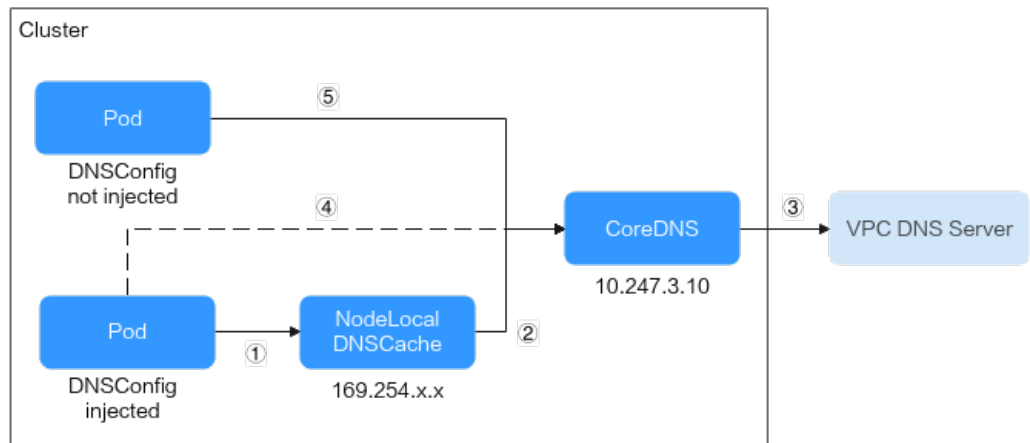 Cluster
Pod
⑤
DNSConfig
not injected
④
CoreDNS
③
VPC DNS Server
10.247.3.10
Pod
①
NodeLocal
DNSCache
②
DNSConfig
injected
169.254.x.x